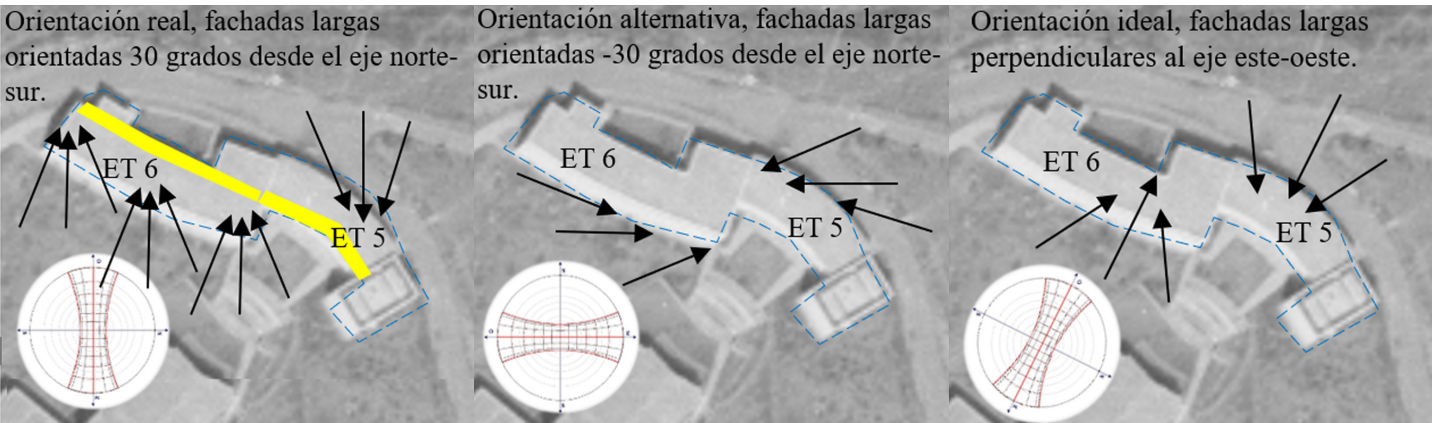 Orientación real, fachadas largas
orientadas 30 grados desde el eje norte-
sur.
ET 6
ET 5
Orientación alternativa, fachadas largas
orientadas -30 grados desde el eje norte-
sur.
ET 6
ET 5
Orientación ideal, fachadas largas
perpendiculares al eje este-oeste.
ET 6
ET 5